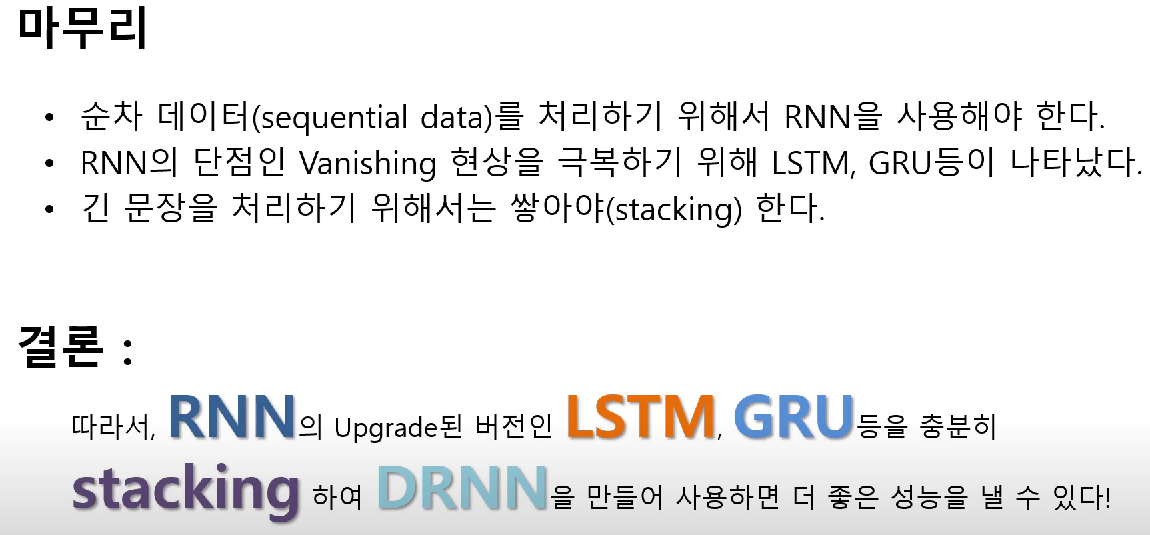 마무리
• 순차 데이터(sequential data)를 처리하기 위해서 RNN을 사용해야 한다.
• RNN의 단점인 Vanishing 현상을 극복하기 위해 LSTM, GRU등이 나타났다.
• 긴 문장을 처리하기 위해서는 쌓아야(stacking) 한다.
결론 :
따라서, RNN의 Upgrade된 버전인 LSTM, GRU등을 충분히
stacking 하여 DRNN을 만들어 사용하면 더 좋은 성능을 낼 수 있다!